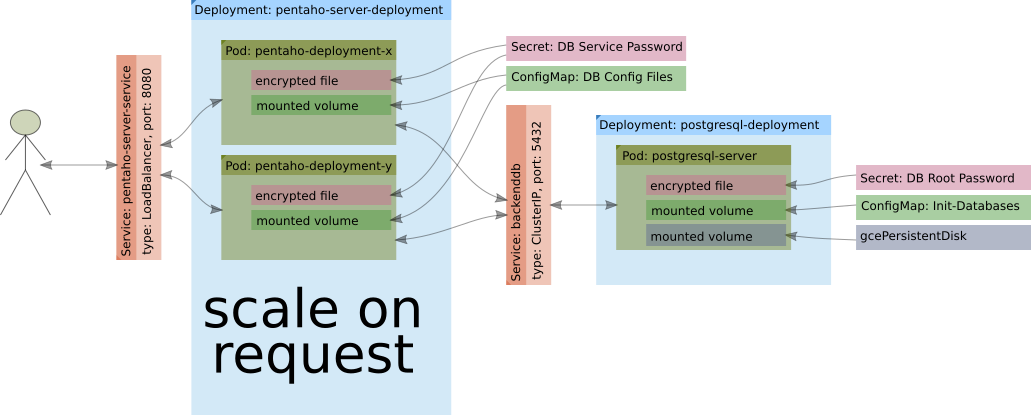 Deployment: pentaho-server-deployment
Service: pentaho-server-service
type: LoadBalancer, port: 8080
Pod: pentaho-deployment-x
encrypted file
mounted volume
Pod: pentaho-deployment-y
encrypted file
mounted volume
scale on
request
Secret: DB Service Password
ConfigMap: DB Config Files
Service: backenddb
type: ClusterIP, port: 5432
Deployment: postgresql-deployment
Pod: postgresql-server
encrypted file
mounted volume
mounted volume
Secret: DB Root Password
ConfigMap: Init-Databases
gcePersistentDisk